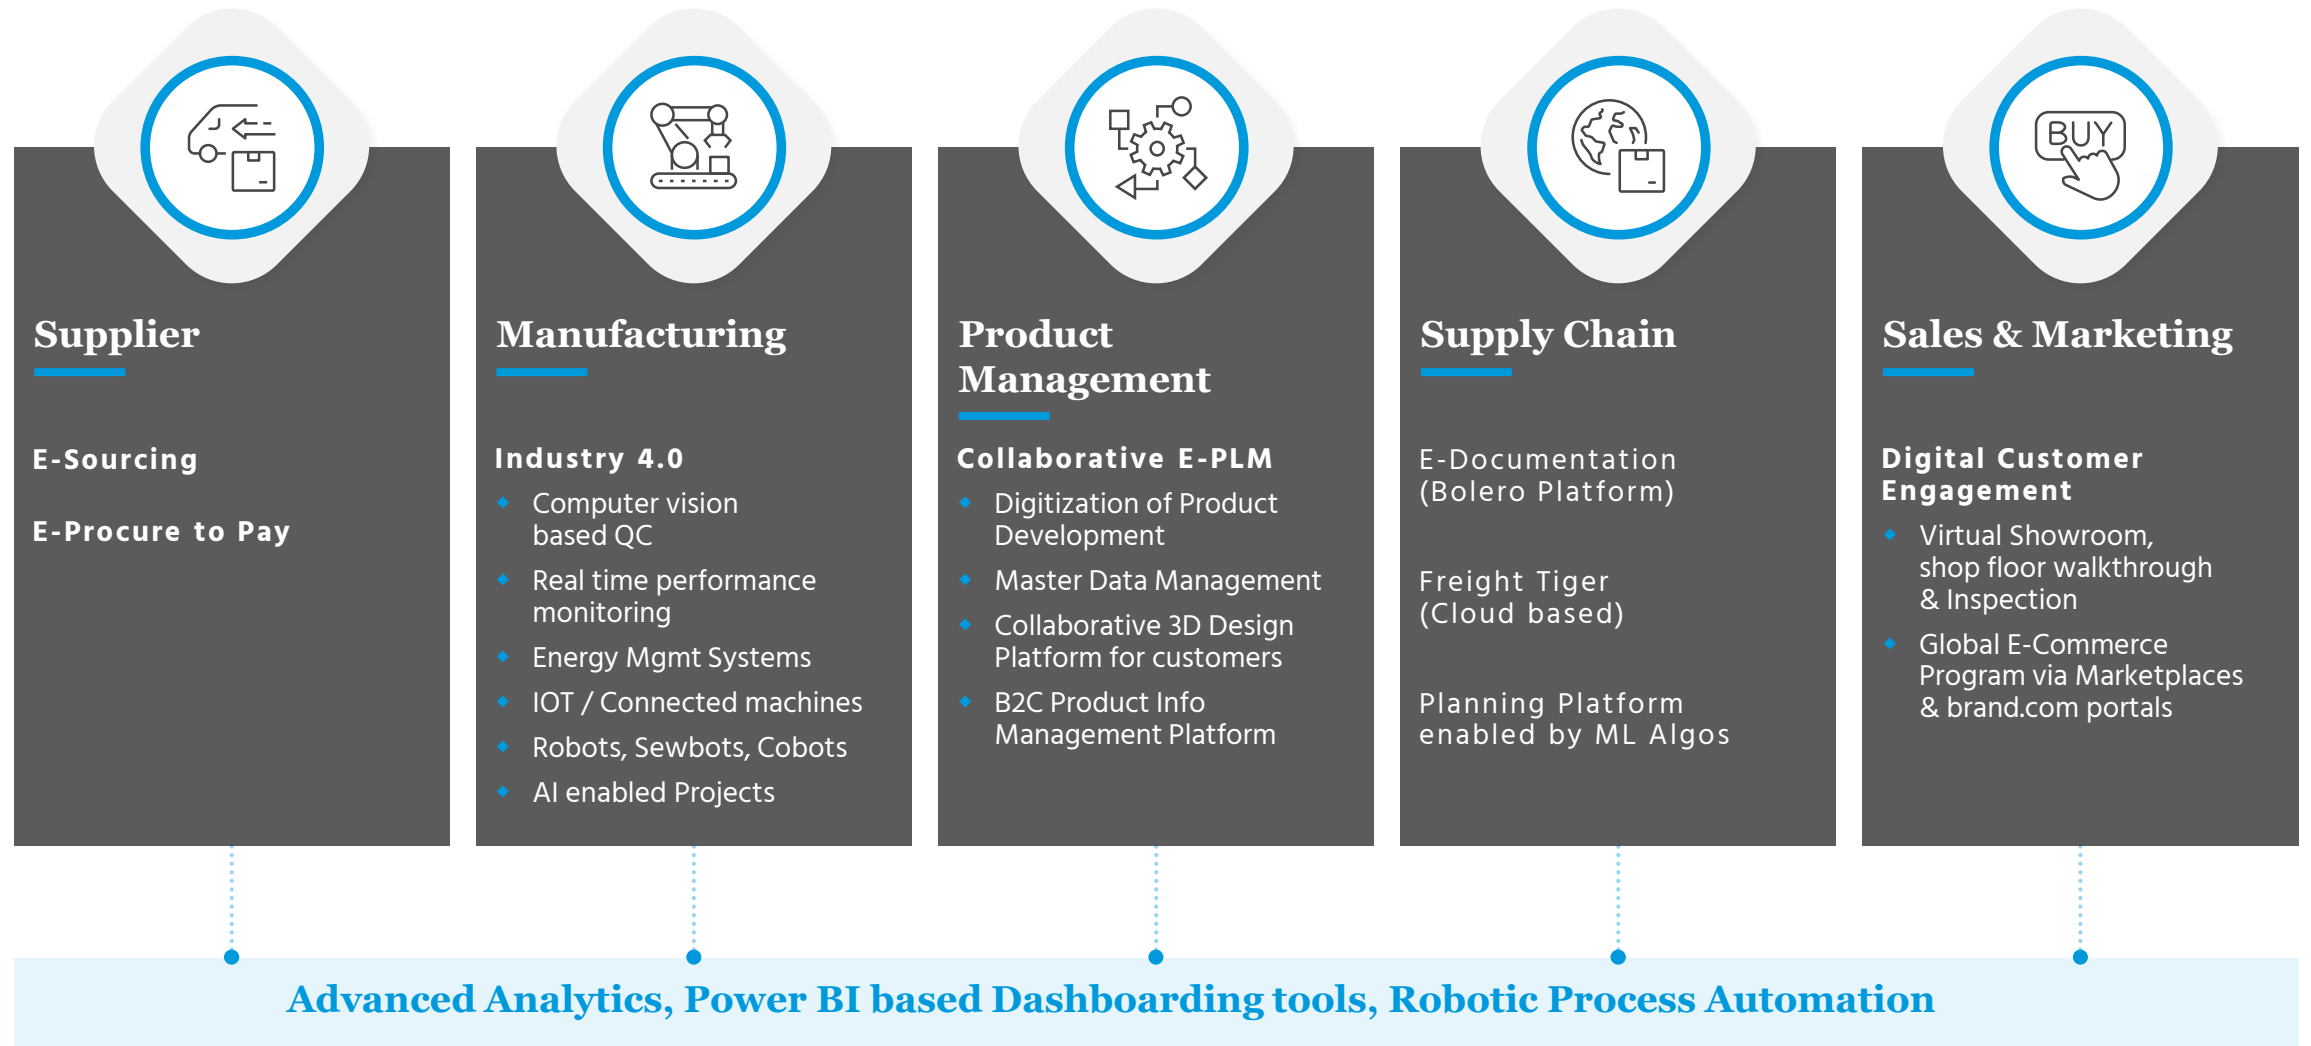 BUY
Supplier
E-Sourcing
E-Procure to Pay
Manufacturing
Industry 4.0
Computer vision
based QC
Real time performance
monitoring
Energy Mgmt Systems
IOT / Connected machines
Robots, Sewbots, Cobots
AI enabled Projects
Product
Management
Collaborative E-PLM
Digitization of Product
Development
Master Data Management
Collaborative 3D Design
Platform for customers
B2C Product Info
Management Platform
Supply Chain
E-Documentation
(Bolero Platform)
Freight Tiger
(Cloud based)
Planning Platform
enabled by ML Algos
Sales & Marketing
Digital Customer
Engagement
Virtual Showroom,
shop floor walkthrough
& Inspection
Global E-Commerce
Program via Marketplaces
& brand.com portals
Advanced Analytics, Power BI based Dashboarding tools, Robotic Process Automation